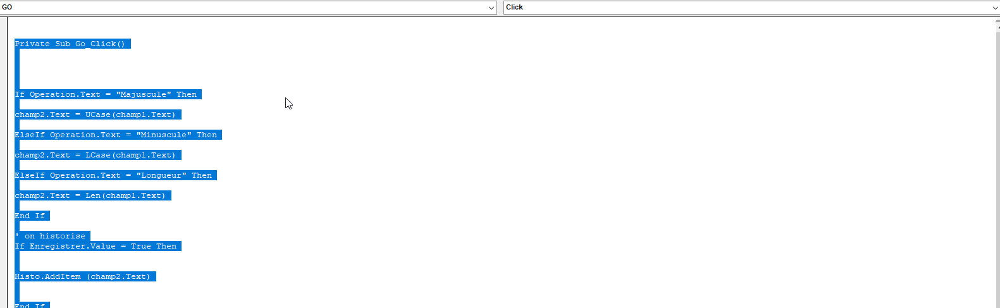 GO
Click
Private Sub Go_Click()
If Operation.Text = "Majuscule" Then
champ2.Text = UCase(champ1.Text)
ElseIf Operation.Text = "Minuscule" Then
champ2.Text = LCase(champ1.Text)
ElseIf Operation.Text = "Longueur" Then
champ2.Text = Len(champ1.Text)
End If
' on historise
If Enregistrer.Value = True Then
Histo.AddItem (champ2.Text)
End If